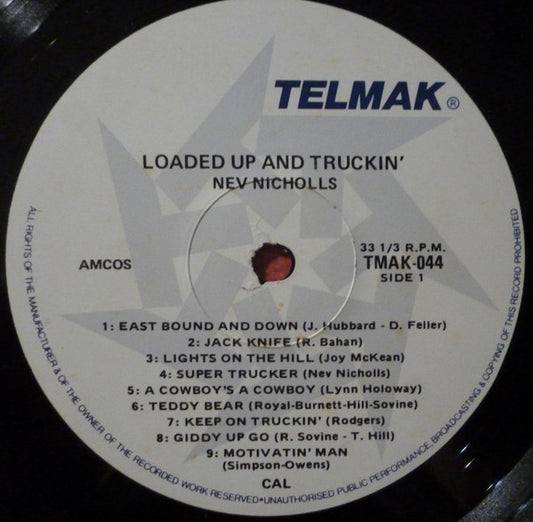 TELMAK®
LOADED UP AND TRUCKIN'
NEV NICHOLLS
AMCOS
33 1/3 R.P.M.
TMAK-044
SIDE 1
1: EAST BOUND AND DOWN (J. Hubbard - D. Feller)
2: JACK KNIFE (R. Bahan)
3: LIGHTS ON THE HILL (Joy McKean)
4: SUPER TRUCKER (Nev Nicholls)
5: A COWBOY'S A COWBOY (Lynn Holoway)
6: TEDDY BEAR (Royal-Burnett-Hill-Sovine)
7: KEEP ON TRUCKIN' (Rodgers)
8: GIDDY UP GO (R. Sovine - T. Hill)
9: MOTIVATIN' MAN
(Simpson-Owens)
CAL
ALL RIGHTS OF THE MANUFACTURER & OF THE OWNER OF THE RECORDED WORK RESERVED•UNAUTHORISED PUBLIC PERFORMANCE, BROADCASTING & COPYING OF THIS RECORD PROHIBITED